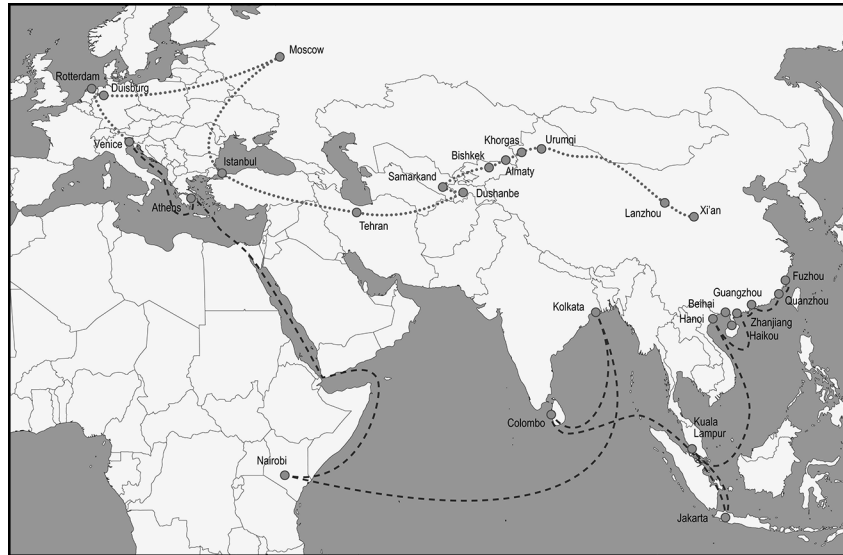 Moscow
Rotterdam
Duisburg
Venice
Istanbul
Athens
Tehran
Samarkand
Bishkek
Khorgas
Urumqi
Almaty
Dushanbe
Lanzhou
Xi'an
Fuzhou
Quanzhou
Guangzhou
Beihai
Hanoi
Zhanjiang
Haikou
Kolkata
Colombo
Kuala
Lampur
Nairobi
Jakarta